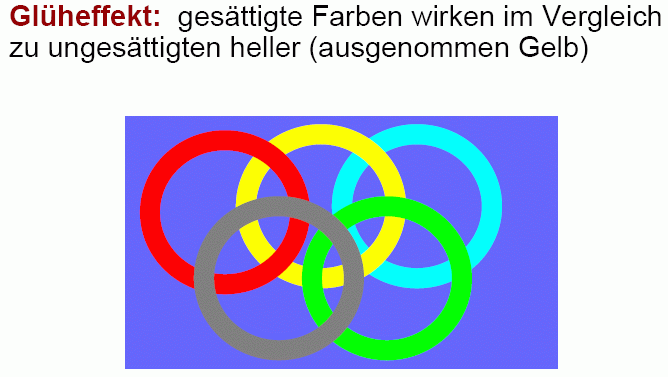 Glüheffekt: gesättigte Farben wirken im Vergleich
zu ungesättigten heller (ausgenommen Gelb)